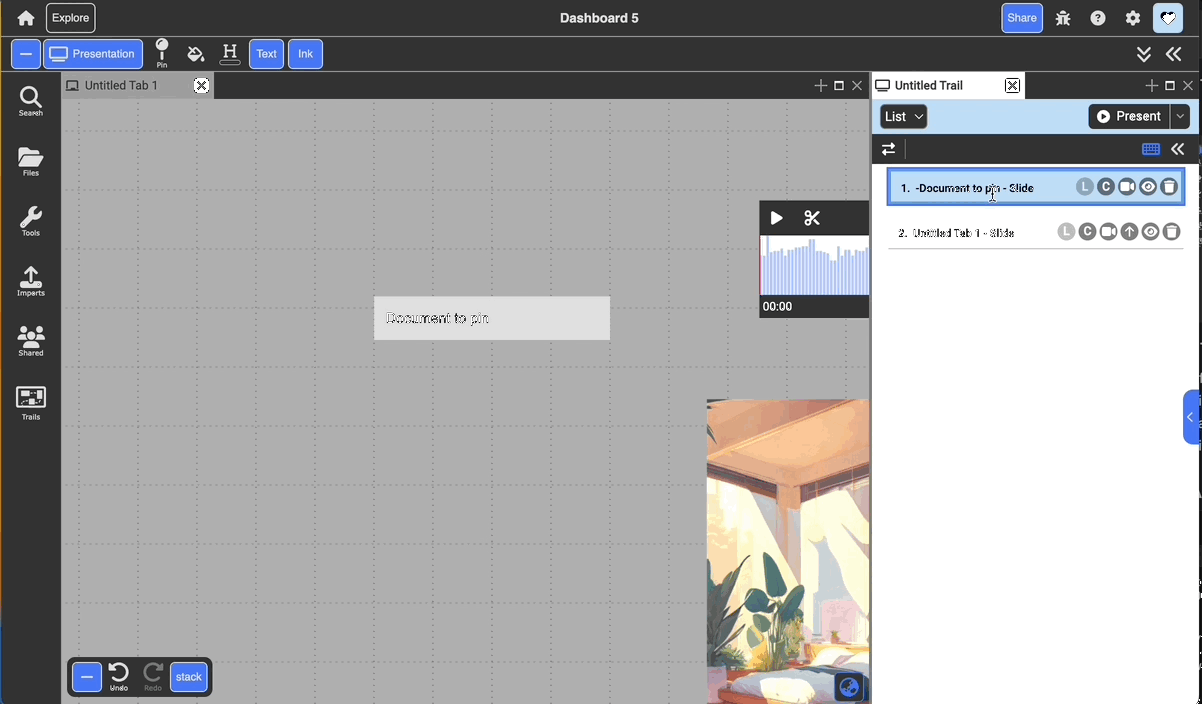 Explore
Dashboard 5
Share
Presentation
Pin
H
Text
Ink
Untitled Tab 1
Untitled Trail
List
Present
Search
Files
Tools
Imports
Shared
Trails
1. -Document to pin - Slide
L
C
2. Untitled Tab 1 - Slide
L
C
00:00
Document to pin
Undo
Redo
stack